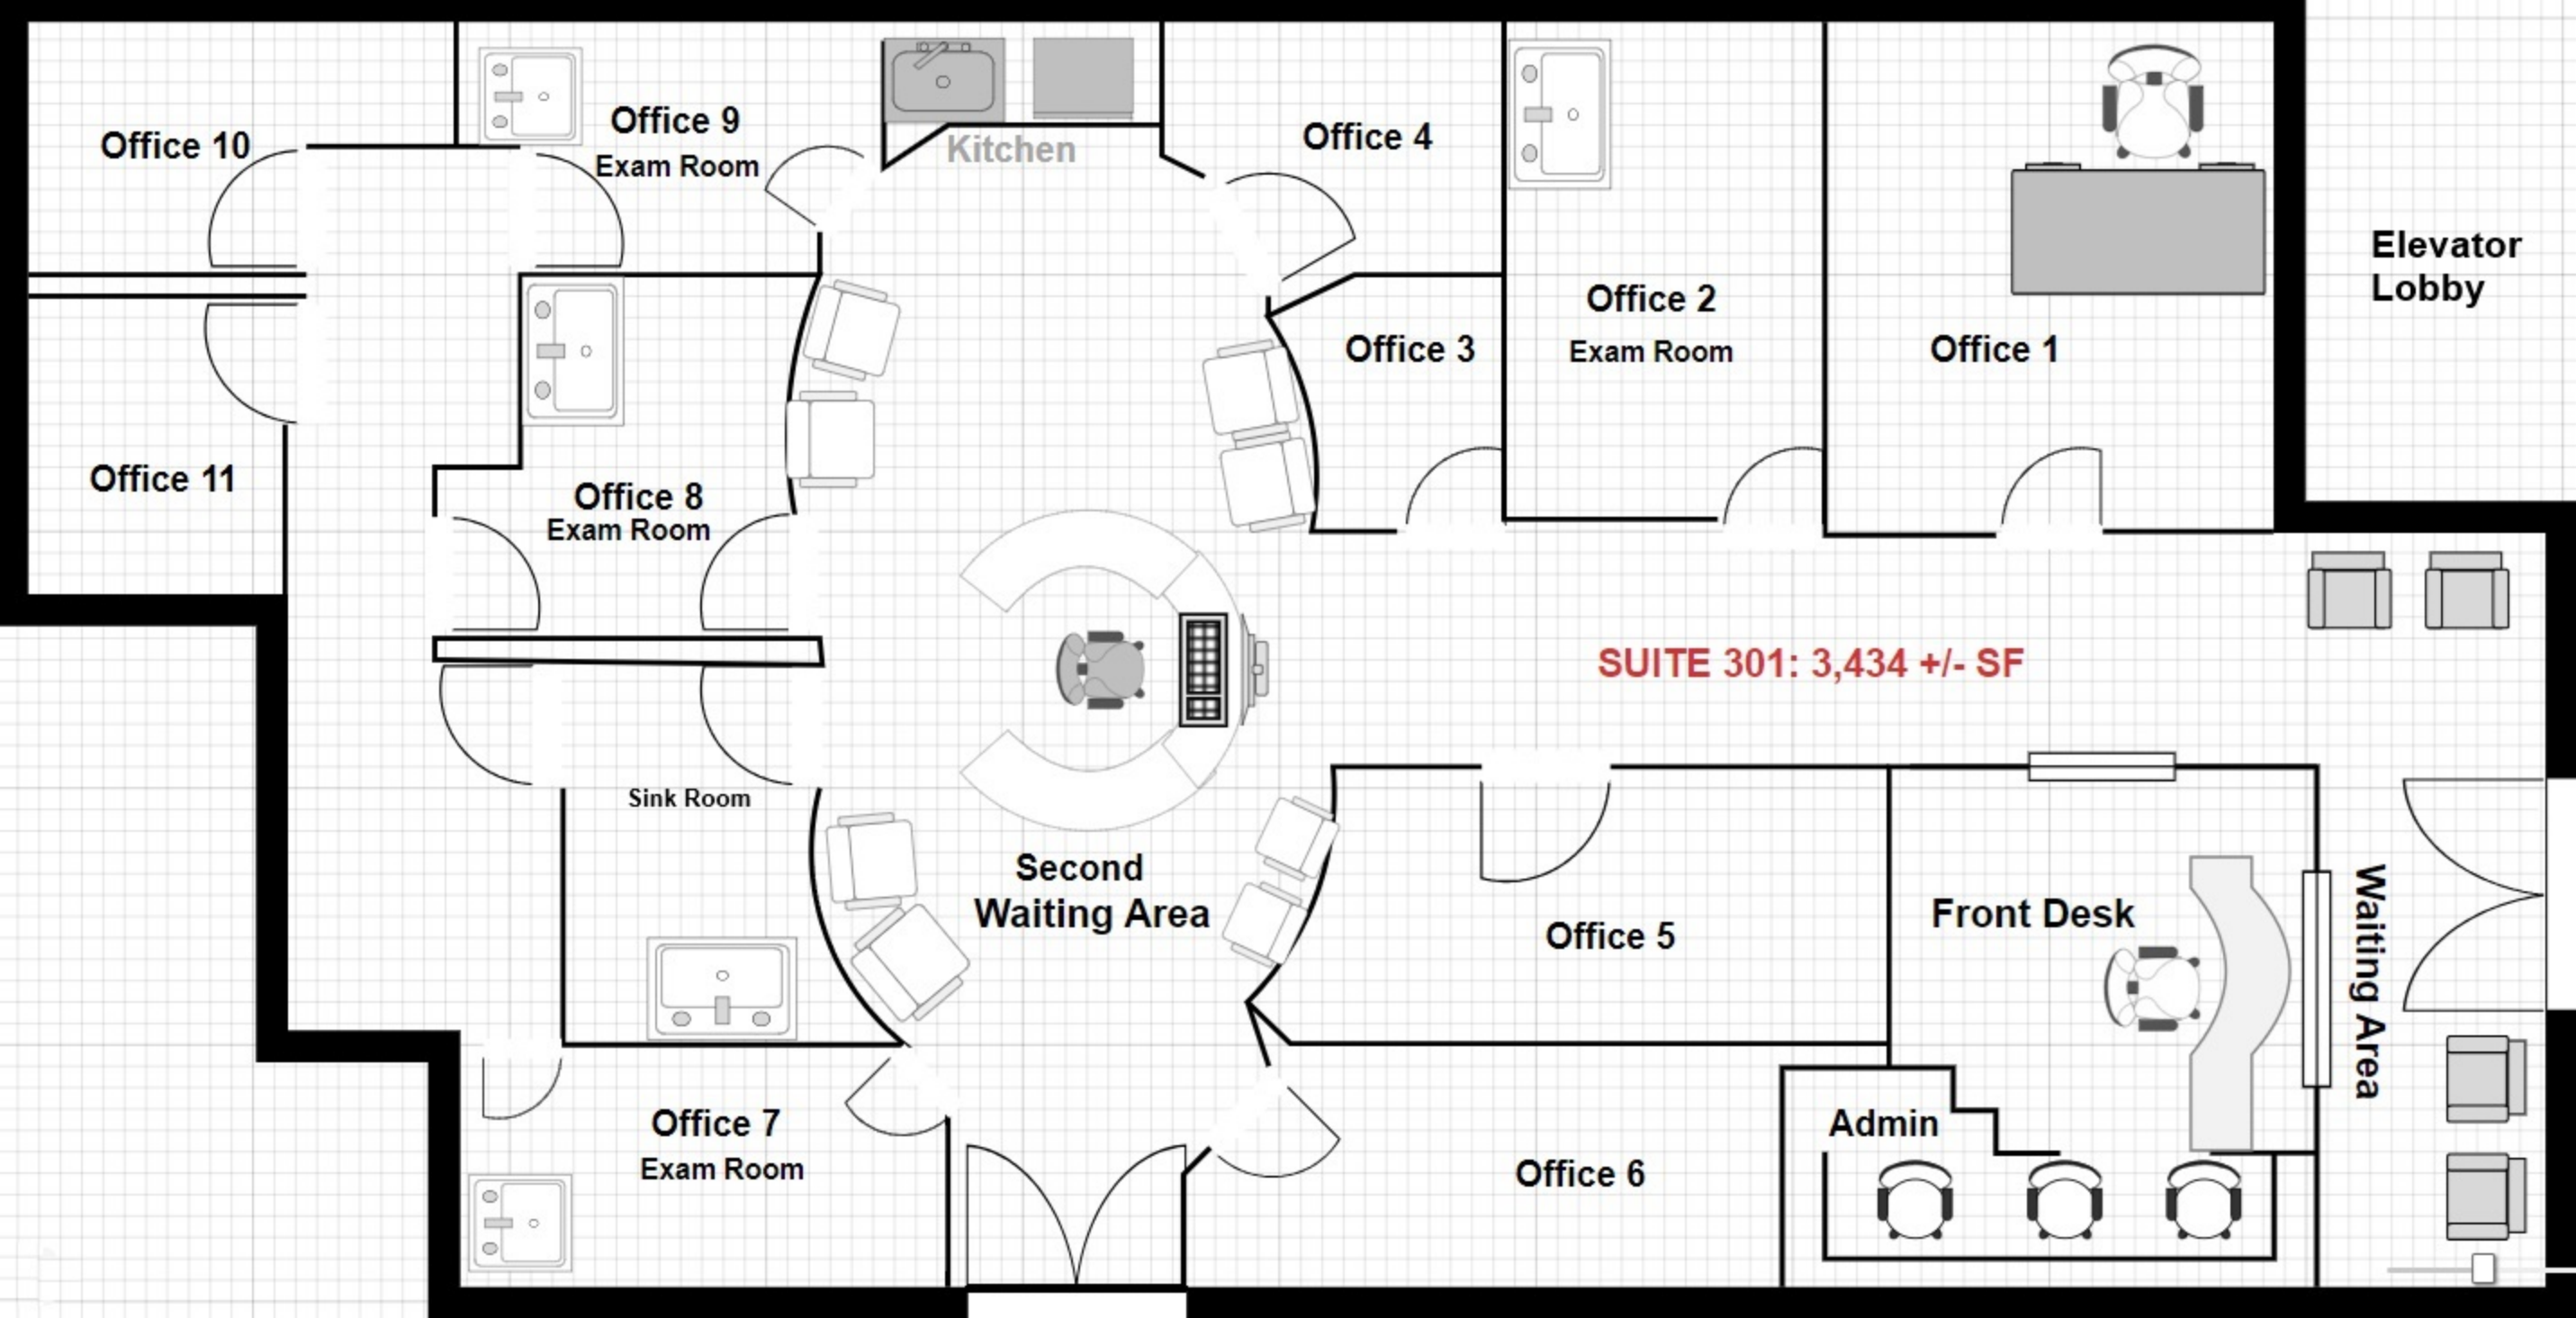 Office 10
Office 9
Exam Room
Kitchen
Office 4
Office 2
Exam Room
Office 3
Office 1
Elevator
Lobby
Office 11
Office 8
Exam Room
SUITE 301: 3,434 +/- SF
Sink Room
Second
Waiting Area
Office 5
Front Desk
Waiting Area
Office 7
Exam Room
Office 6
Admin